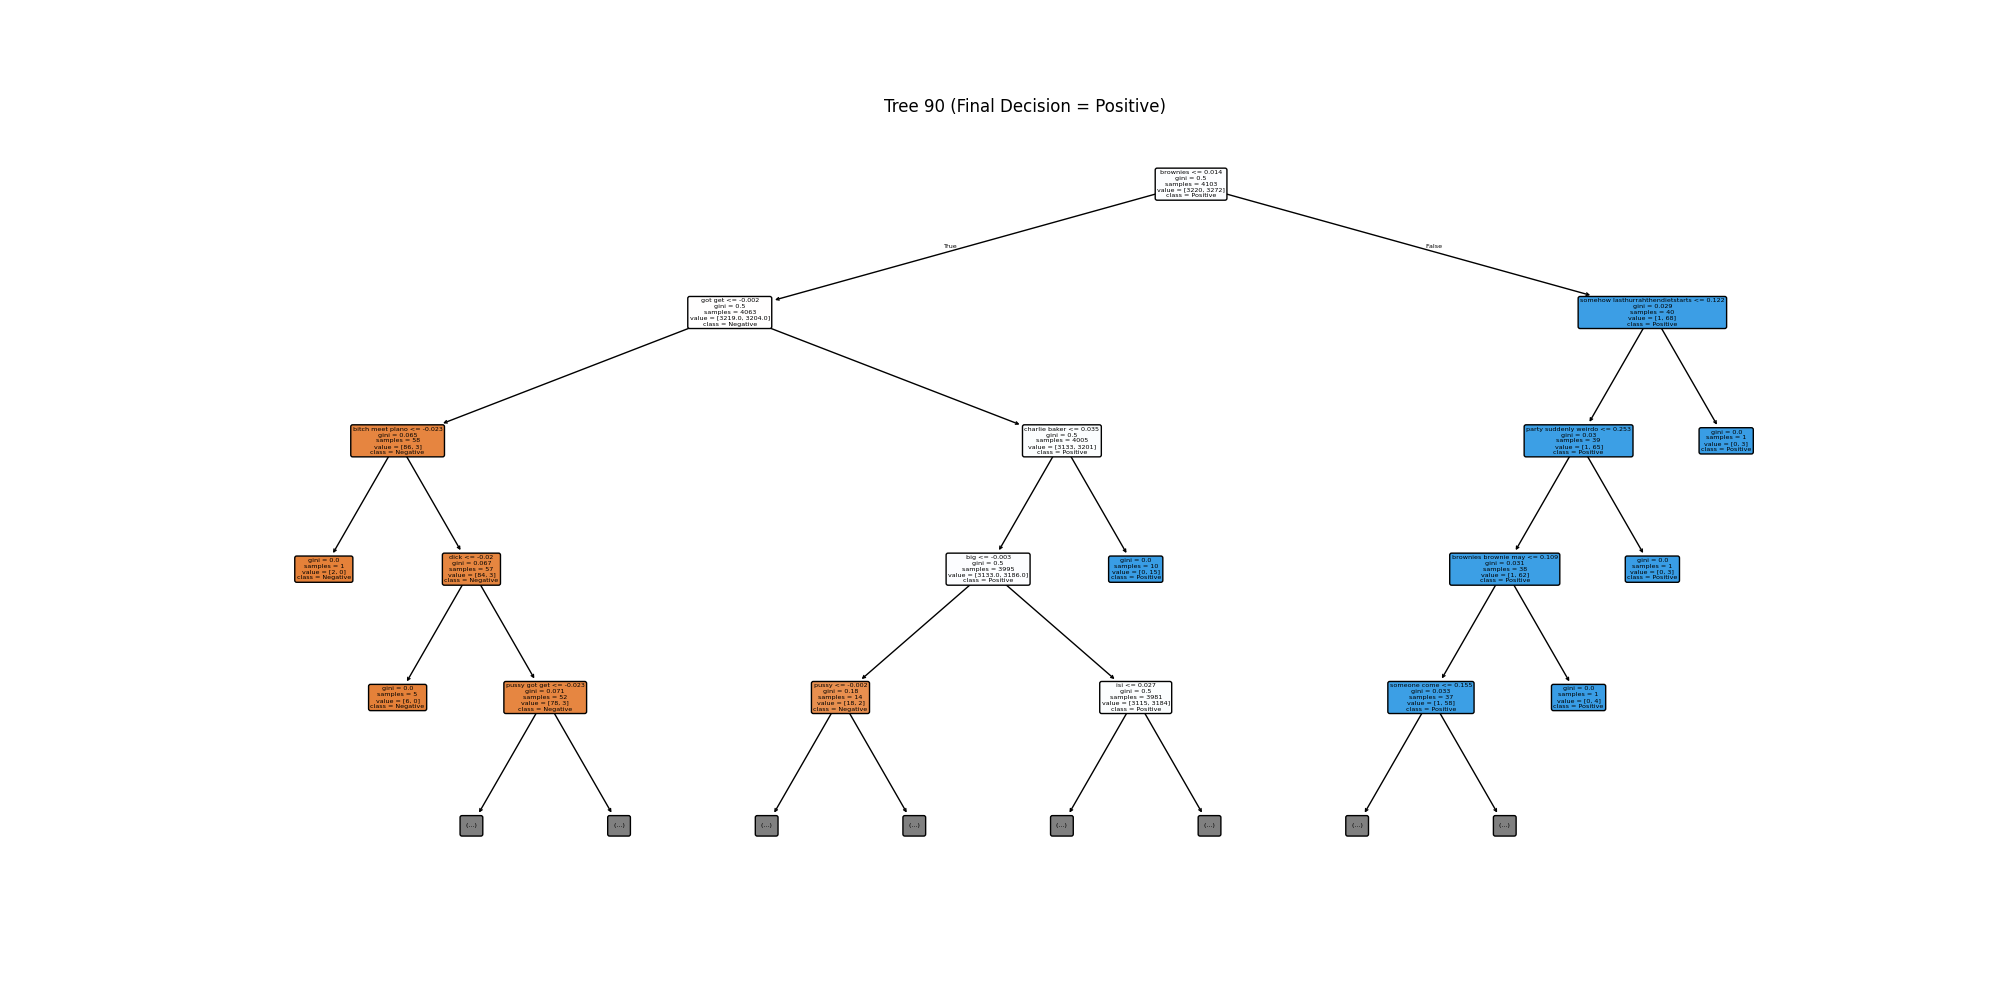 Tree 90 (Final Decision = Positive)
brownies <= 0.014
gini = 0.5
samples = 4103
value = [3220, 3272]
class = Positive
True
False
got get <= -0.002
gini = 0.5
samples = 4063
value = [3219.0, 3204.0]
class = Negative
somehow lasthurrahthendietstarts <= 0.122
gini = 0.029
samples = 40
value = [1, 68]
class = Positive
bitch meet piano <= -0.023
gini = 0.065
samples = 58
value = [86, 3]
class = Negative
charlie baker <= 0.035
gini = 0.5
samples = 4005
value = [3133, 3201]
class = Positive
party suddenly weirdo <= 0.253
gini = 0.03
samples = 39
value = [1, 65]
class = Positive
gini = 0.0
samples = 1
value = [0, 3]
class = Positive
gini = 0.0
samples = 1
value = [2, 0]
class = Negative
dick <= -0.02
gini = 0.067
samples = 57
value = [84, 3]
class = Negative
big <= -0.003
gini = 0.5
samples = 3995
value = [3133.0, 3186.0]
class = Positive
gini = 0.0
samples = 10
value = [0, 15]
class = Positive
brownies brownie may <= 0.109
gini = 0.031
samples = 38
value = [1, 62]
class = Positive
gini = 0.0
samples = 1
value = [0, 3]
class = Positive
gini = 0.0
samples = 5
value = [6, 0]
class = Negative
pussy got get <= -0.023
gini = 0.071
samples = 52
value = [78, 3]
class = Negative
pussy <= -0.002
gini = 0.18
samples = 14
value = [18, 2]
class = Negative
isi <= 0.027
gini = 0.5
samples = 3981
value = [3115, 3184]
class = Positive
someone come <= 0.155
gini = 0.033
samples = 37
value = [1, 58]
class = Positive
gini = 0.0
samples = 1
value = [0, 4]
class = Positive
(...)
(...)
(...)
(...)
(...)
(...)
(...)
(...)